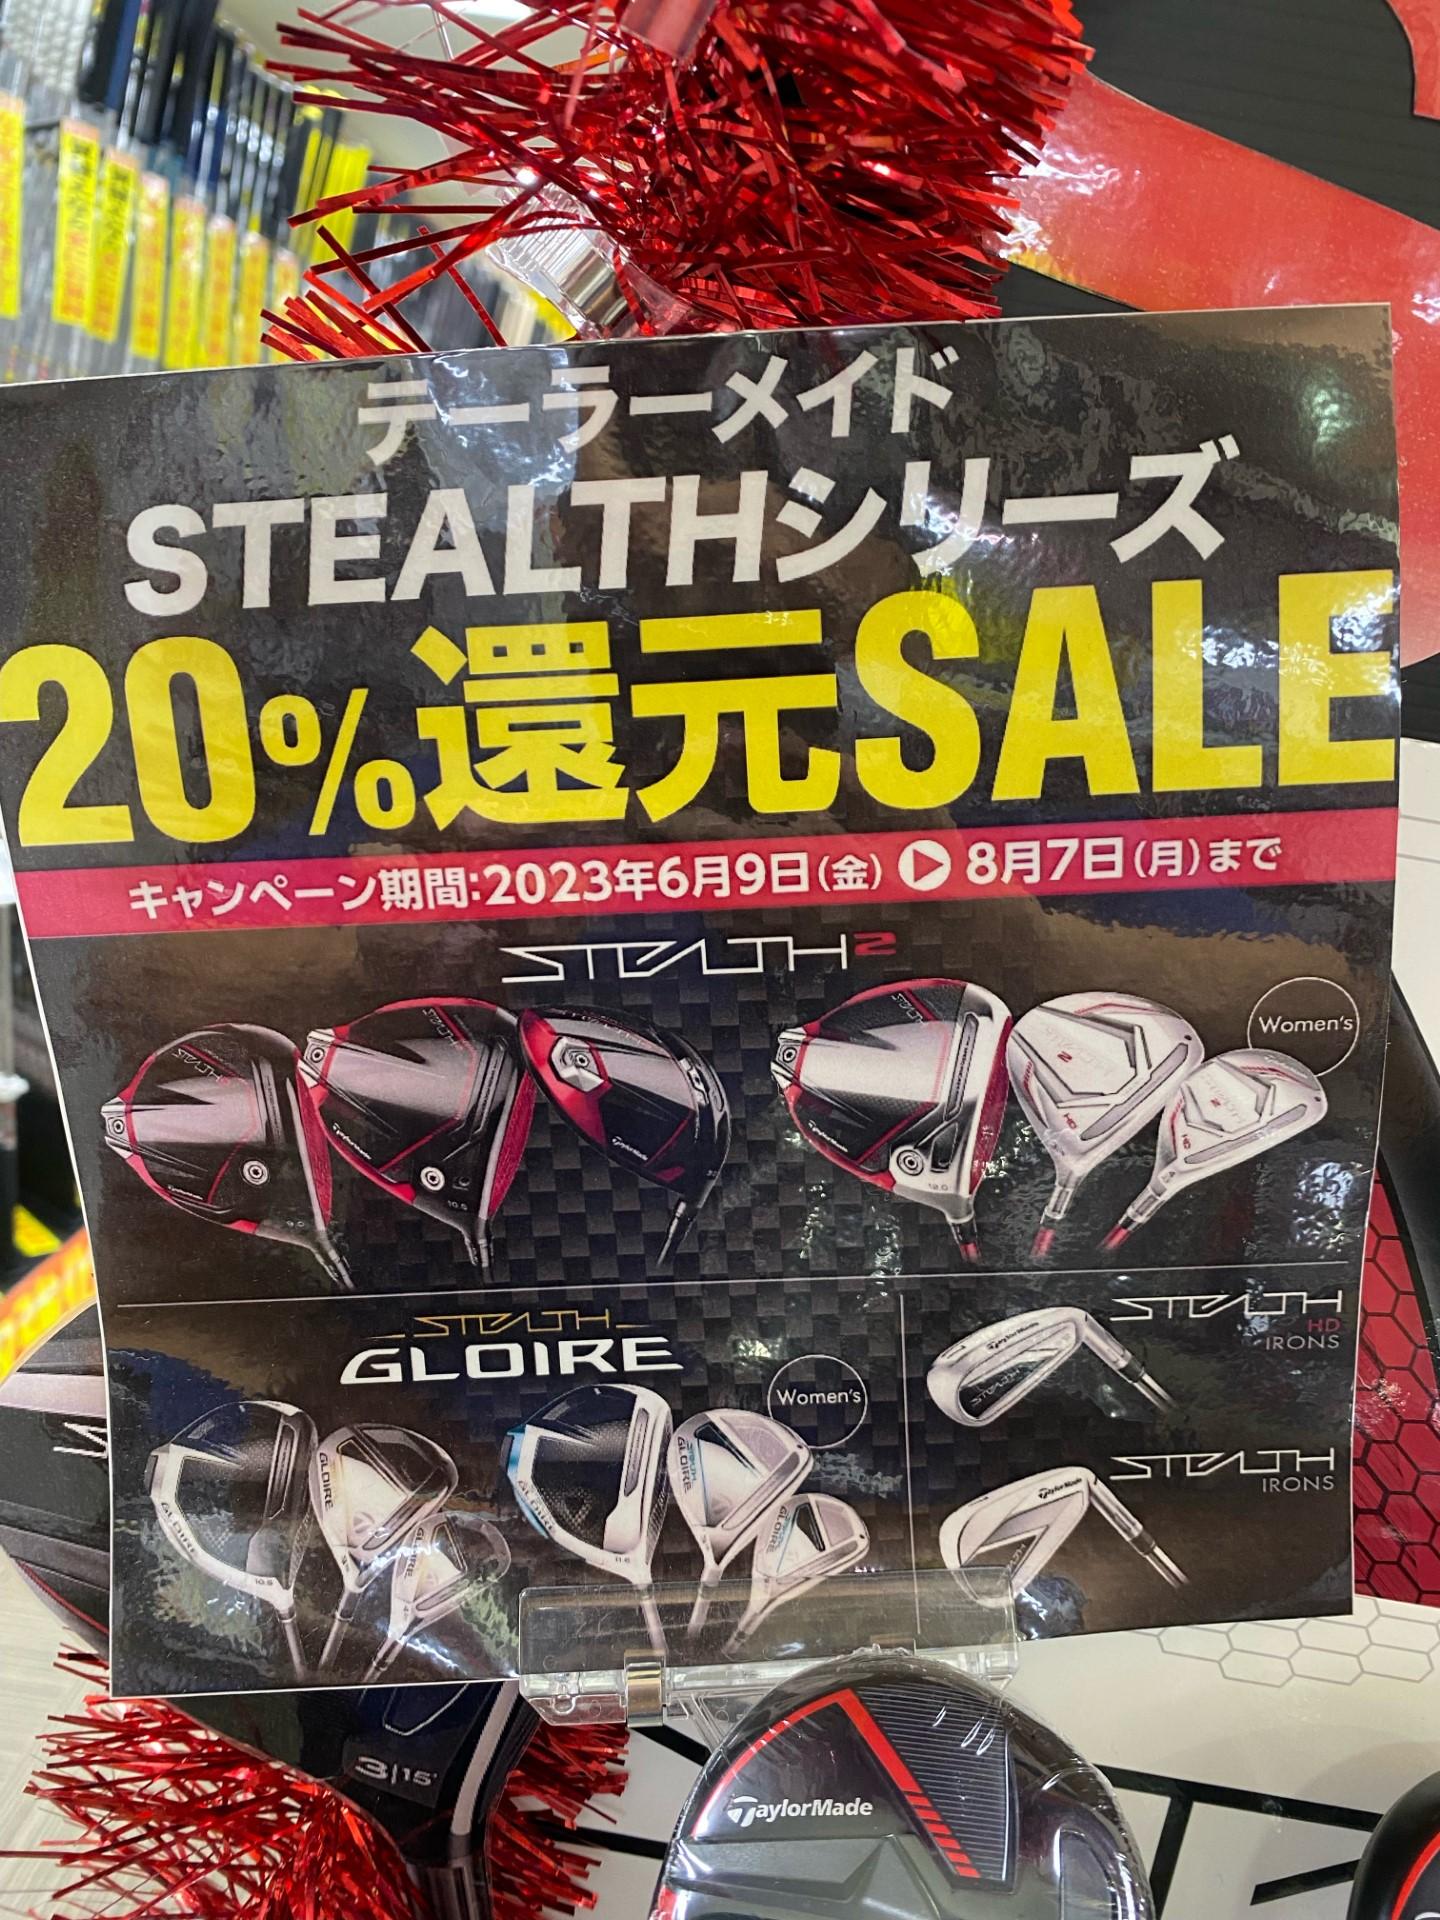 テーラーメイド
STEALTHシリーズ
20%還元SALE
キャンペーン期間:2023年6月9日(金)▶8月7日(月)まで
STEALTH2
Women's
STEALTH
GLOIRE
Women's
STEALTH
HD
IRONS
STEALTH
IRONS
3|15°
TaylorMade